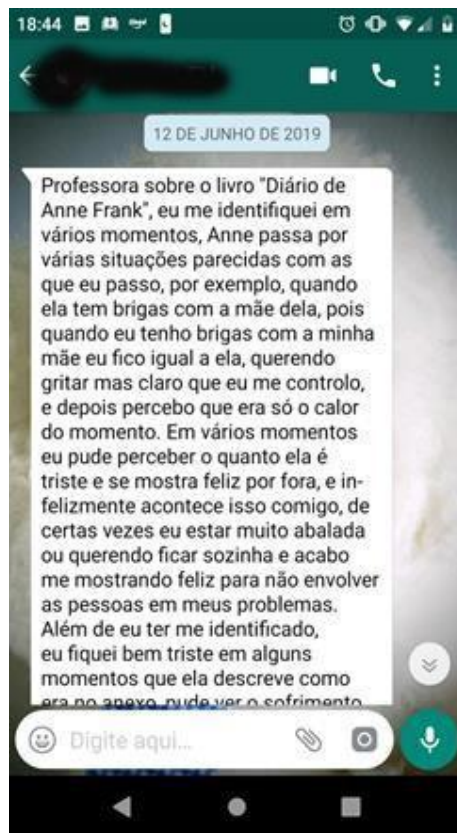 18:44
12 DE JUNHO DE 2019
Professora sobre o livro "Diário de
Anne Frank", eu me identifiquei em
vários momentos, Anne passa por
várias situações parecidas com as
que eu passo, por exemplo, quando
ela tem brigas com a mãe dela, pois
quando eu tenho brigas com a minha
mãe eu fico igual a ela, querendo
gritar mas claro que eu me controlo,
e depois percebo que era só o calor
do momento. Em vários momentos
eu pude perceber o quanto ela é
triste e se mostra feliz por fora, e in-
felizmente acontece isso comigo, de
certas vezes eu estar muito abalada
ou querendo ficar sozinha e acabo
me mostrando feliz para não envolver
as pessoas em meus problemas.
Além de eu ter me identificado,
eu fiquei bem triste em alguns
momentos que ela descreve como
era no anexo, pude ver o sofrimento
Digite aqui...